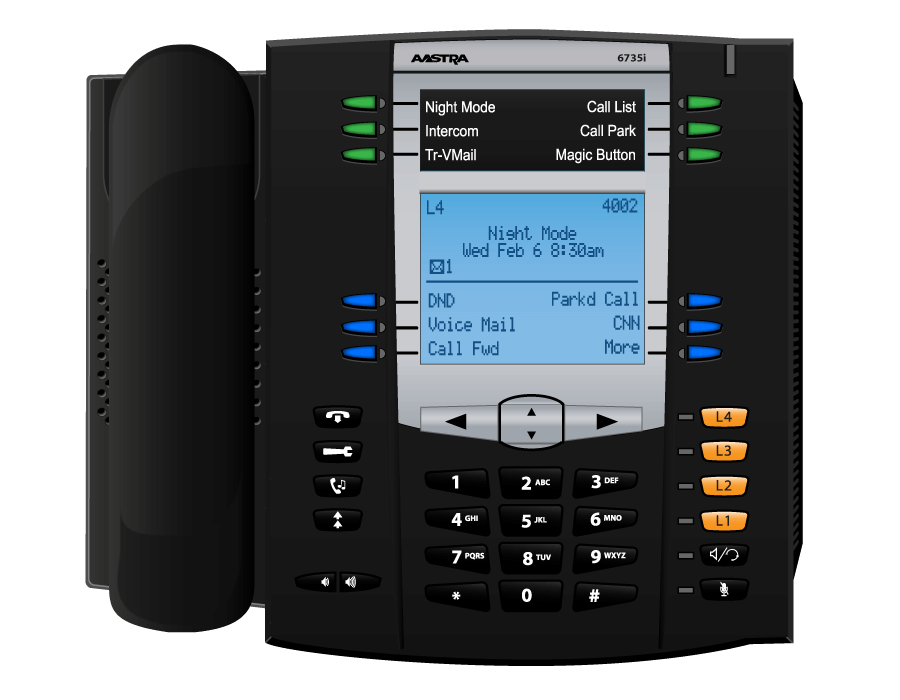 AASTRA 6735i
Night Mode Call List
Intercom Call Park
Tr-VMail Magic Button
L4 4002
Night Mode
Wed Feb 6 8:30am
1
DND Parkd Call
Voice Mail CNN
Call Fwd More
L4
L3
1 2 ABC 3 DEF
L2
4 GHI 5 JKL 6 MNO
L1
7 PQRS 8 TUV 9 WXYZ
* 0 #